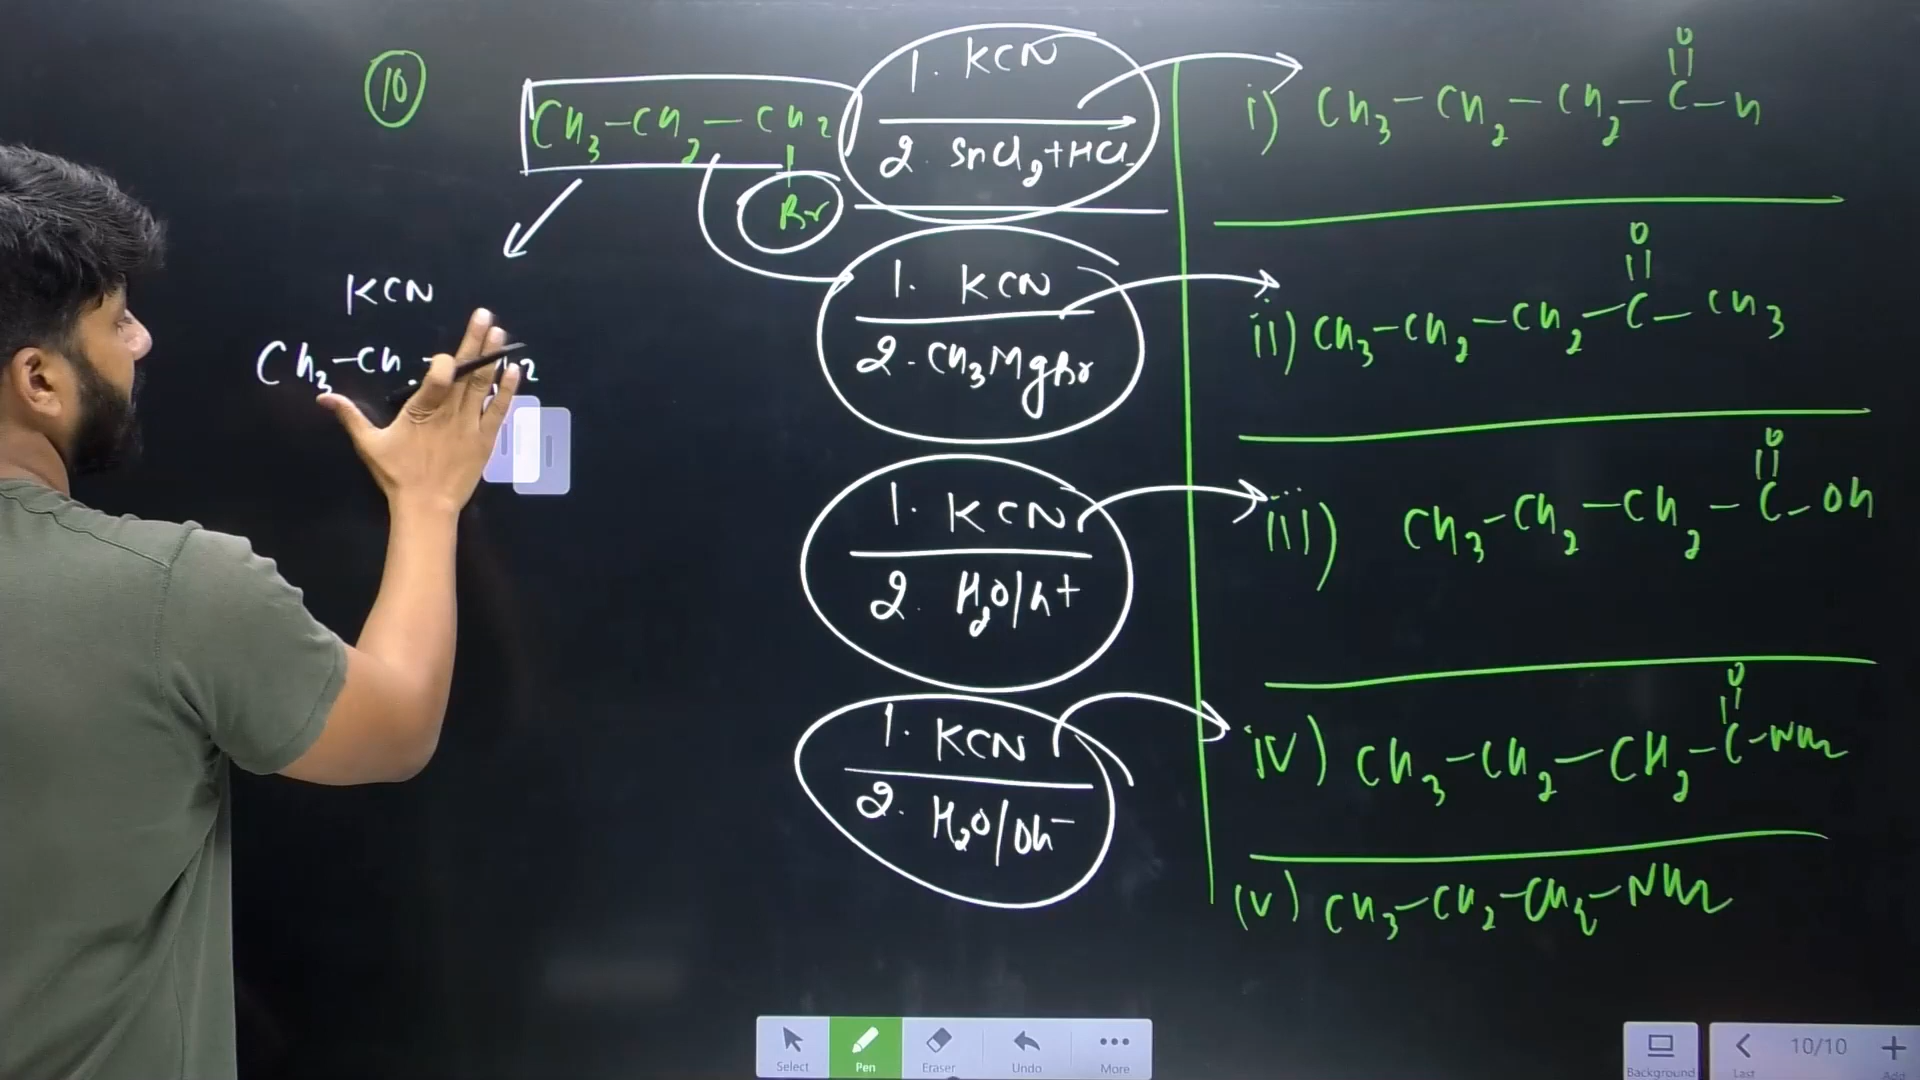 10
CH3-CH2-CH2
Br
1. KCN
2. SnCl2+HCl
KCN
1. KCN
2. CH3MgBr
1. KCN
2. H2O/H+
1. KCN
2. H2O/OH-
O
i) CH3-CH2-CH2-C-H
O
ii) CH3-CH2-CH2-C-CH3
O
iii) CH3-CH2-CH2-C-OH
O
iv) CH3-CH2-CH2-C-NH2
(v) CH3-CH2-CH2-NH2
Select
Pen
Eraser
Undo
More
Background
Last
10/10
Add